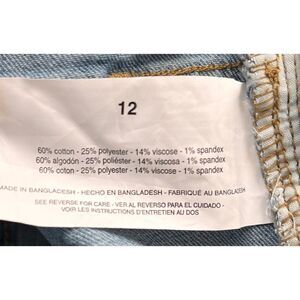 12
60% cotton - 25% polyester - 14% viscose - 1% spandex
60% algodón - 25% poliéster - 14% viscosa - 1% spandex
60% coton - 25% polyester - 14% viscose - 1% spandex
MADE IN BANGLADESH - HECHO EN BANGLADESH - FABRIQUÉ AU BANGLADESH
SEE REVERSE FOR CARE - VER AL REVERSO PARA EL CUIDADO -
VOIR LES INSTRUCTIONS D'ENTRETIEN AU DOS